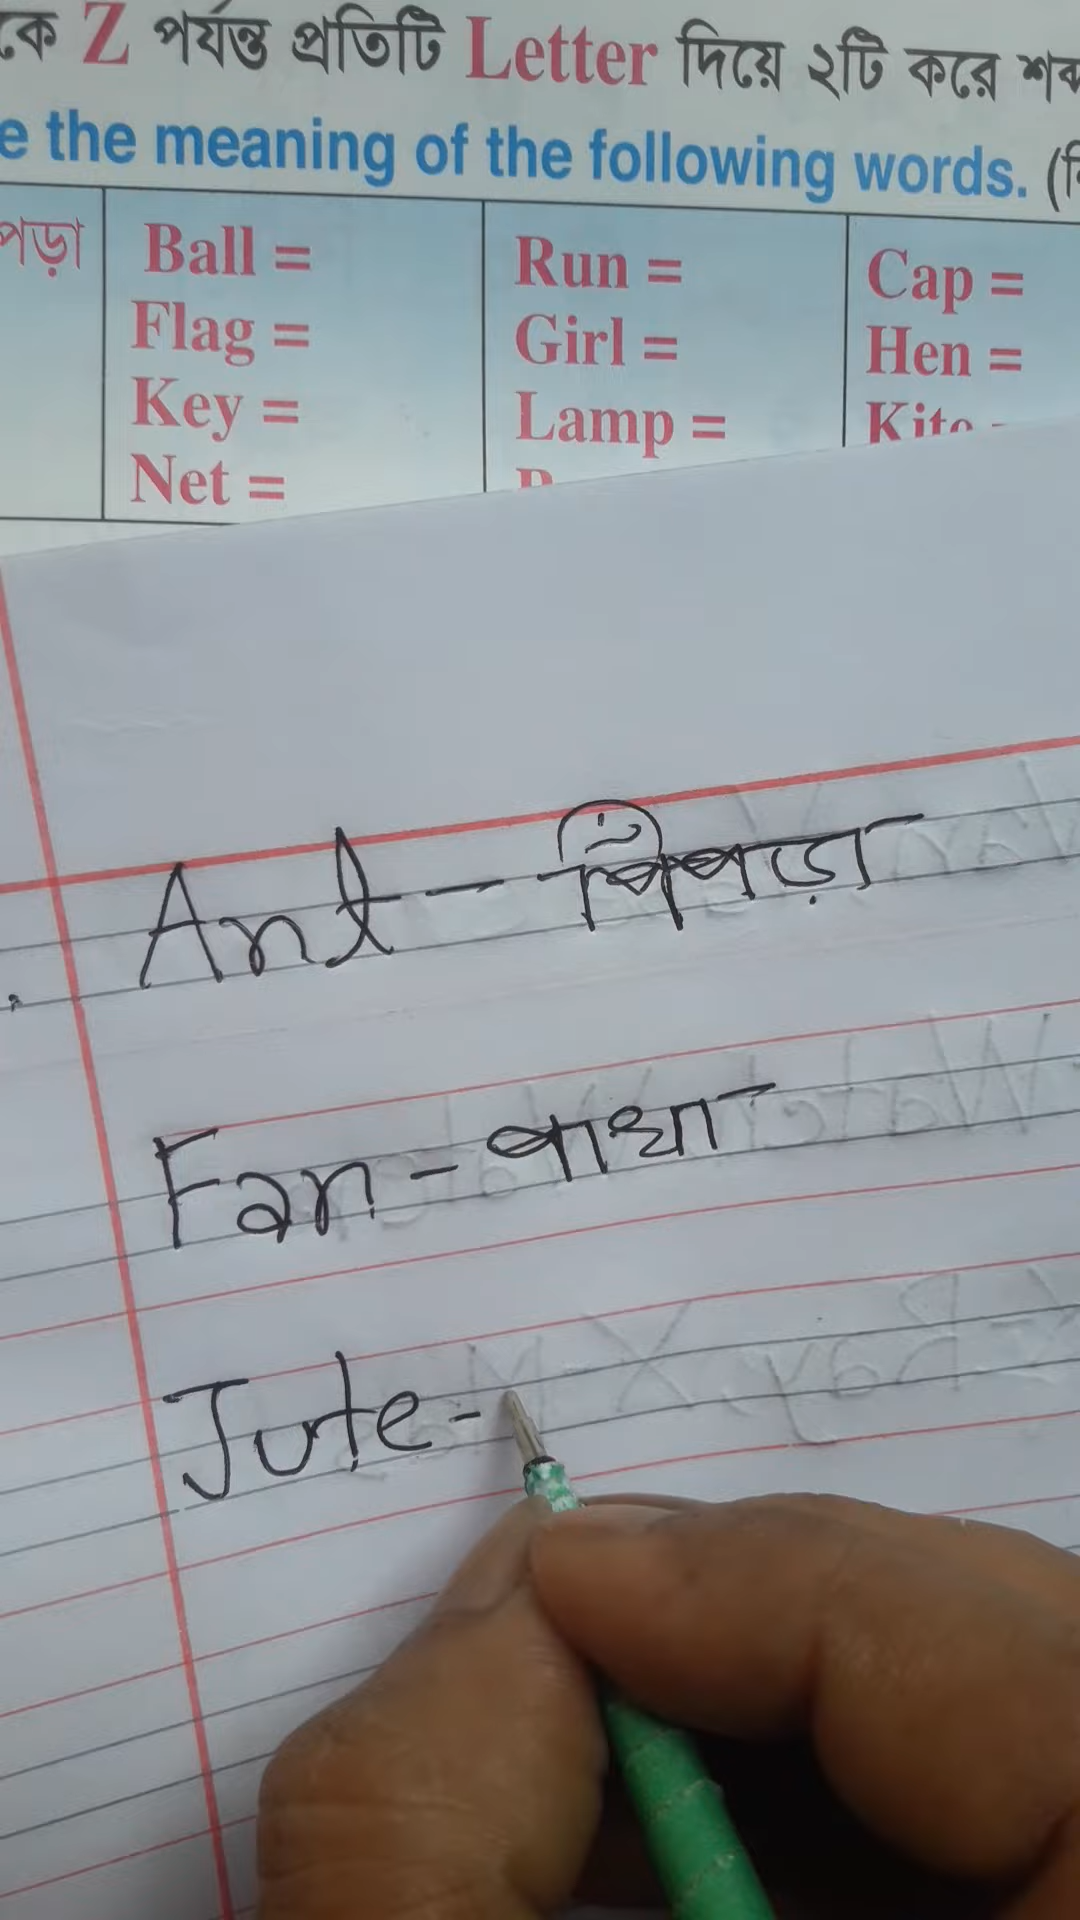 কে Z পর্যন্ত প্রতিটি Letter দিয়ে ২টি করে
e the meaning of the following words.
পড়া Ball = Run = Cap =
Flag = Girl = Hen =
Key = Lamp = Kite
Net =
Ant - পিঁপড়া
Fan - পাখা
Jute -